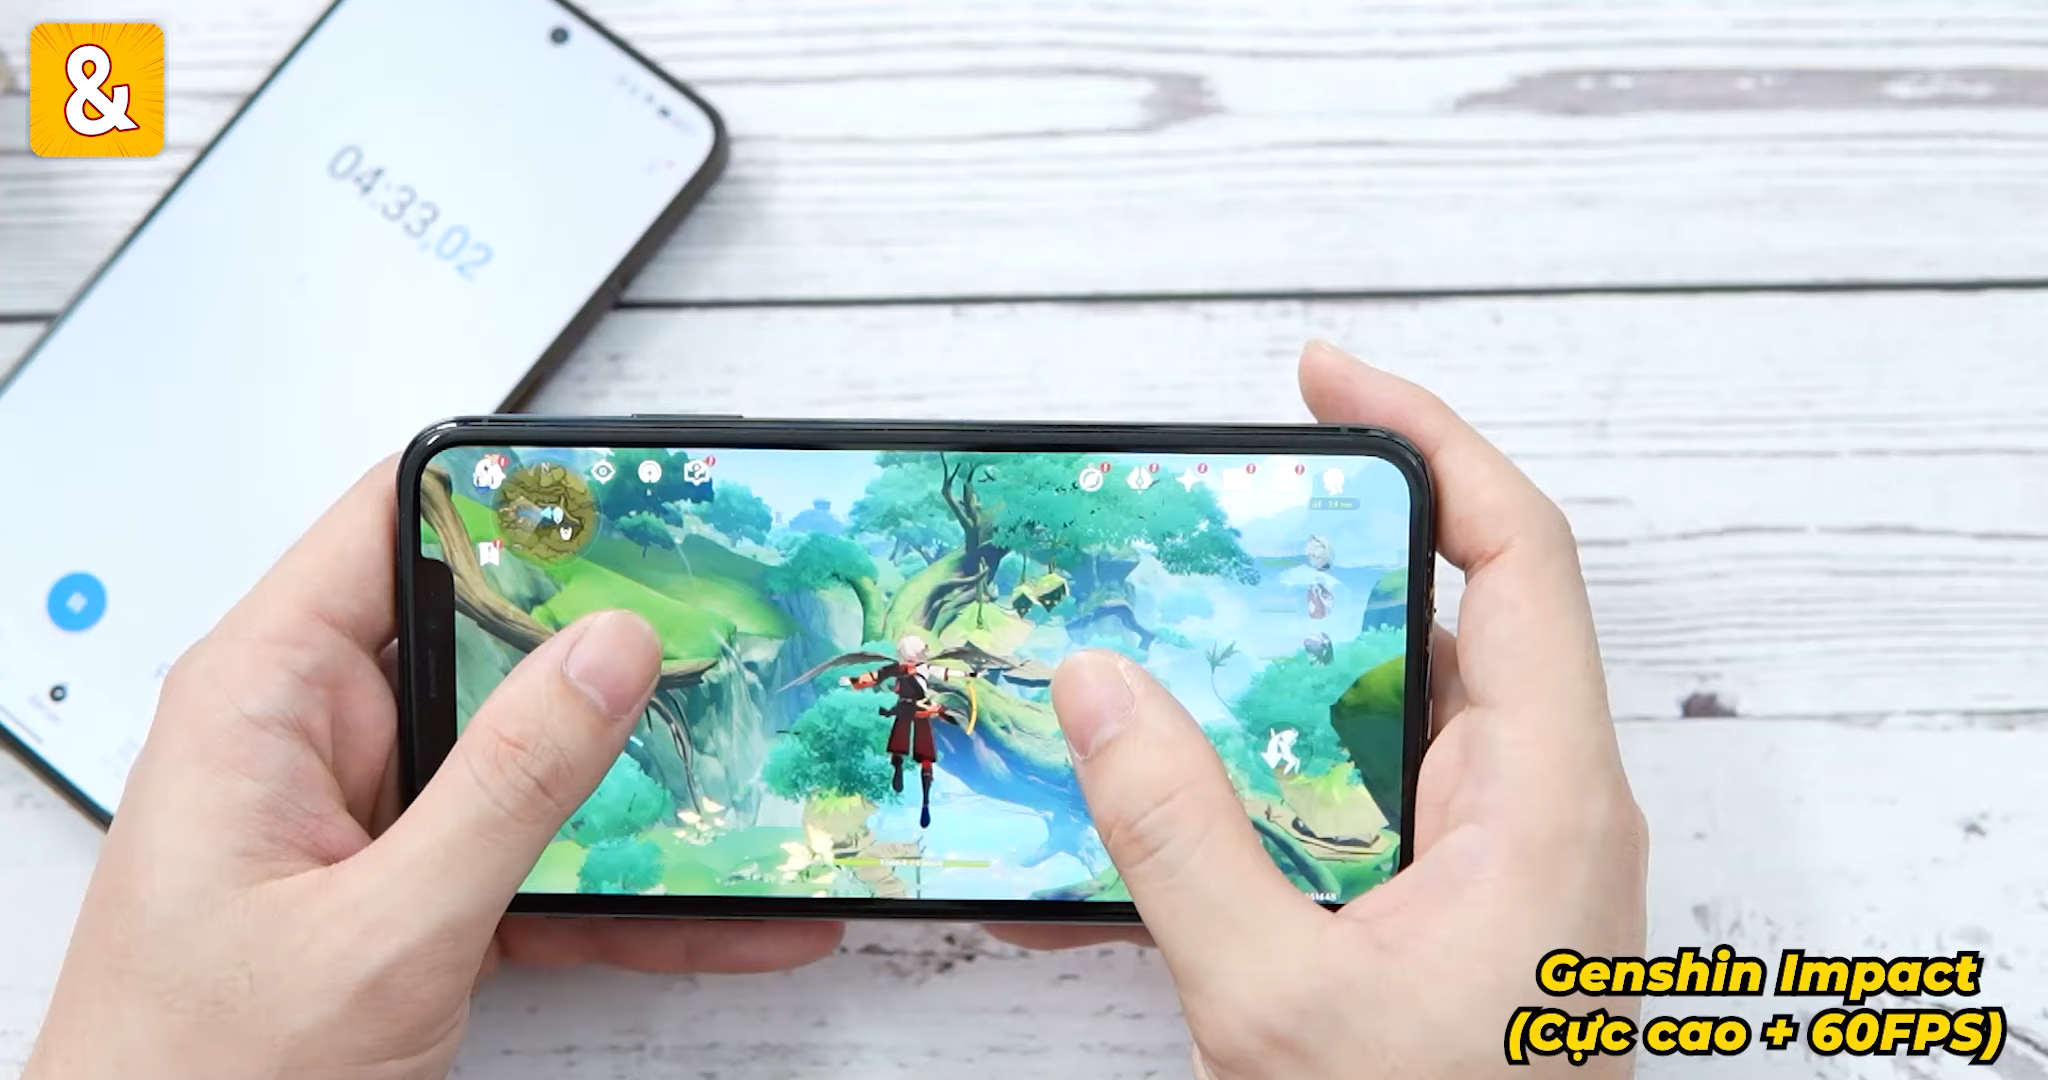 &
04:33,02
N
Genshin Impact
(Cực cao + 60FPS)